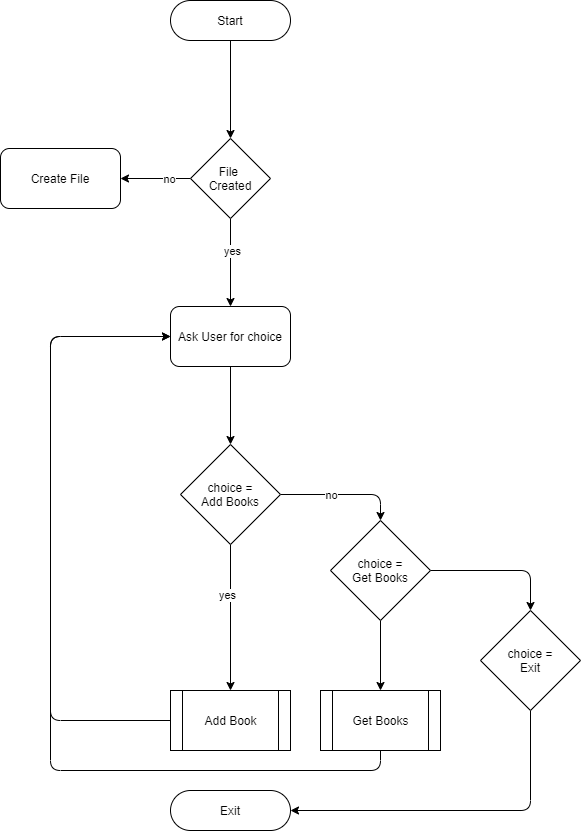 Start
File
Created
no
Create File
yes
Ask User for choice
choice =
Add Books
no
choice =
Get Books
yes
choice =
Exit
Add Book
Get Books
Exit